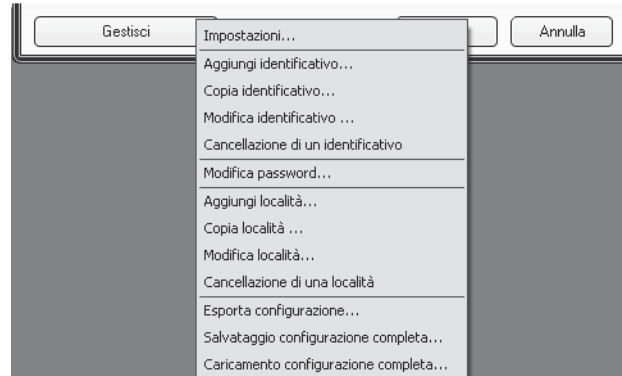 Gestisci
Annulla
Impostazioni...
Aggiungi identificativo...
Copia identificativo...
Modifica identificativo ...
Cancellazione di un identificativo
Modifica password...
Aggiungi località...
Copia località ...
Modifica località...
Cancellazione di una località
Esporta configurazione...
Salvataggio configurazione completa...
Caricamento configurazione completa...